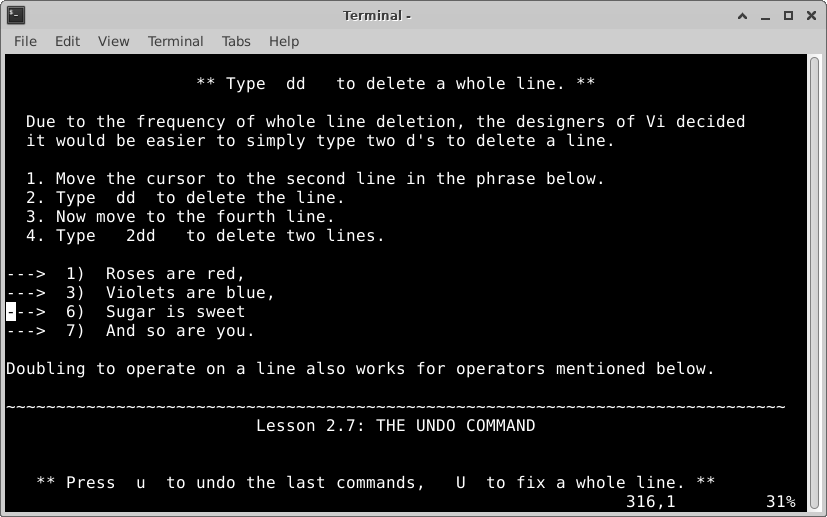 Terminal -
File Edit View Terminal Tabs Help
** Type  dd   to delete a whole line. **
Due to the frequency of whole line deletion, the designers of Vi decided
it would be easier to simply type two d's to delete a line.
1. Move the cursor to the second line in the phrase below.
2. Type  dd  to delete the line.
3. Now move to the fourth line.
4. Type   2dd   to delete two lines.
--->  1)  Roses are red,
--->  3)  Violets are blue,
--->  6)  Sugar is sweet
--->  7)  And so are you.
Doubling to operate on a line also works for operators mentioned below.
~~~~~~~~~~~~~~~~~~~~~~~~~~~~~~~~~~~~~~~~~~~~~~~~~~~~~~~~~~~~~~~~~~~~~~~~~~~~~~
Lesson 2.7: THE UNDO COMMAND
** Press  u  to undo the last commands,   U  to fix a whole line. **
316,1         31%